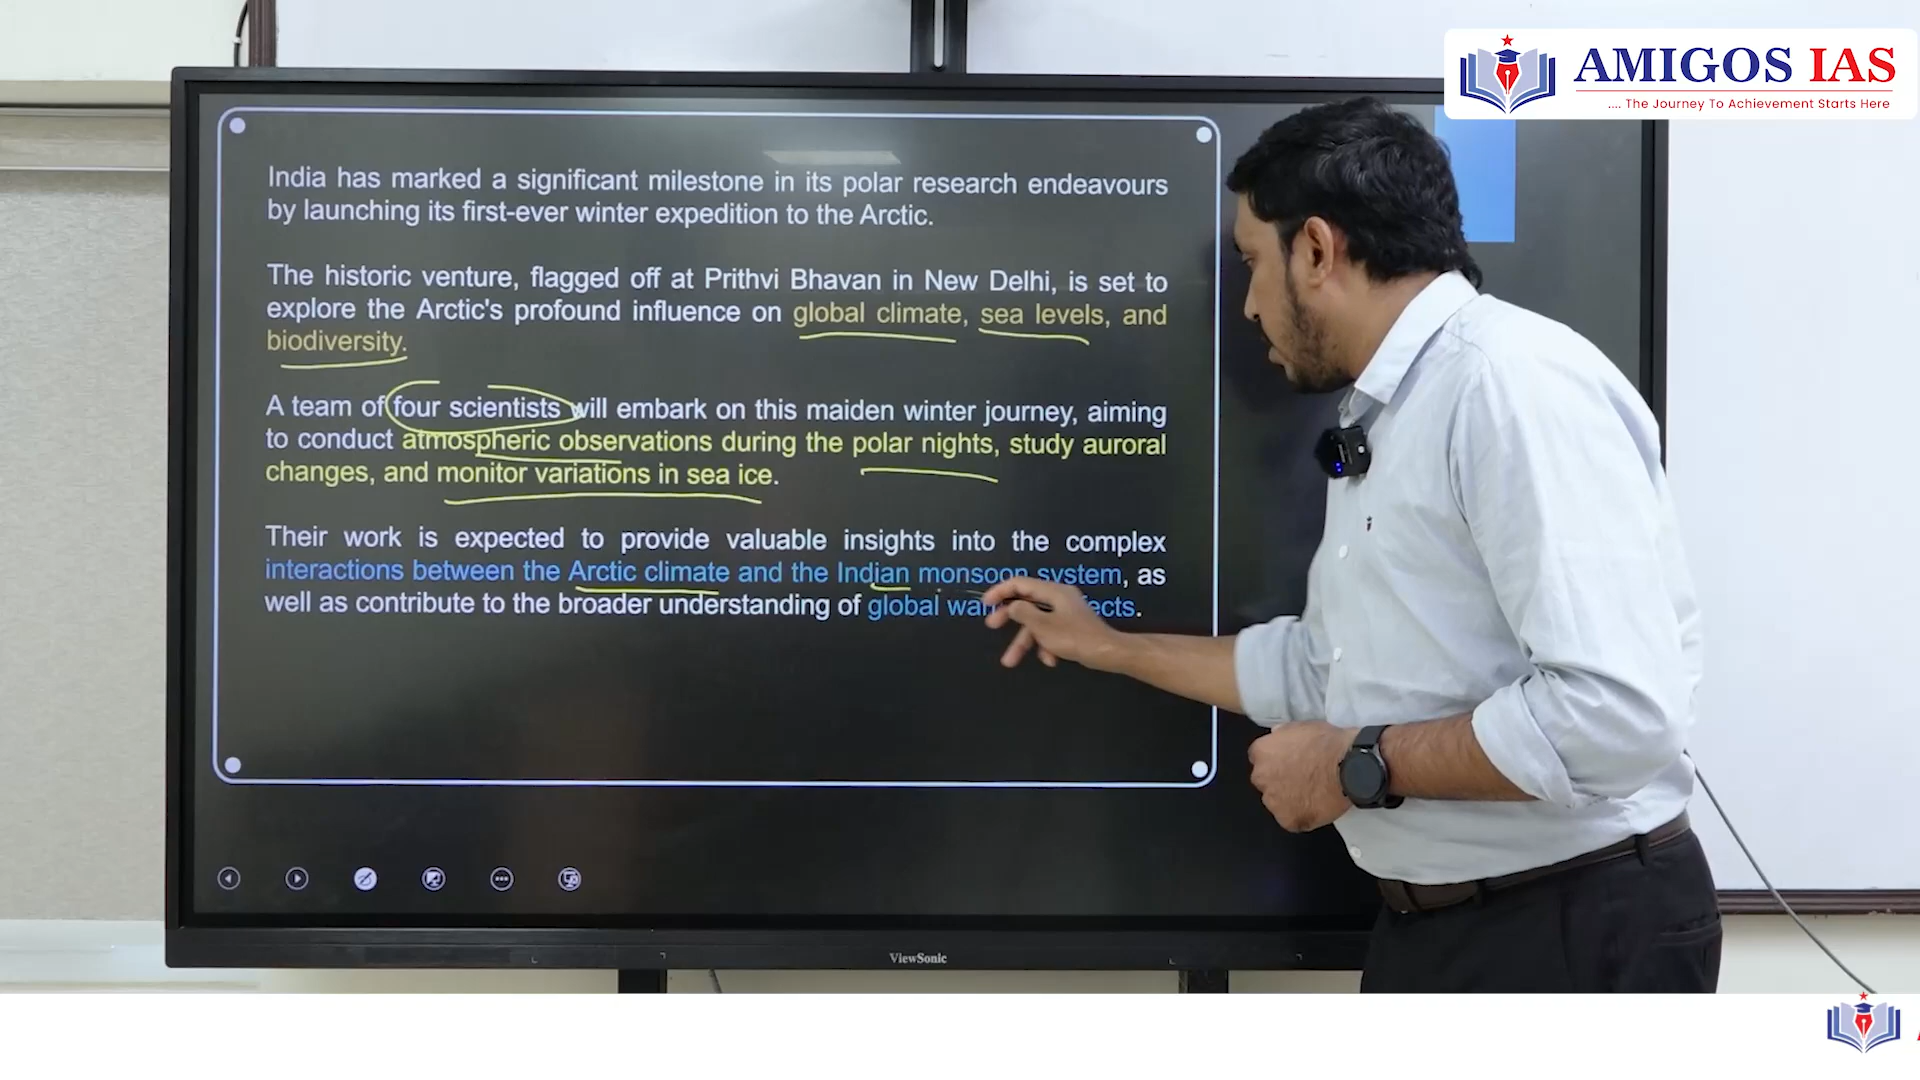 AMIGOS IAS
.... The Journey To Achievement Starts Here
India has marked a significant milestone in its polar research endeavours
by launching its first-ever winter expedition to the Arctic.
The historic venture, flagged off at Prithvi Bhavan in New Delhi, is set to
explore the Arctic's profound influence on global climate, sea levels, and
biodiversity.
A team of four scientists will embark on this maiden winter journey, aiming
to conduct atmospheric observations during the polar nights, study auroral
changes, and monitor variations in sea ice.
Their work is expected to provide valuable insights into the complex
interactions between the Arctic climate and the Indian monsoon system, as
well as contribute to the broader understanding of global
ViewSonic